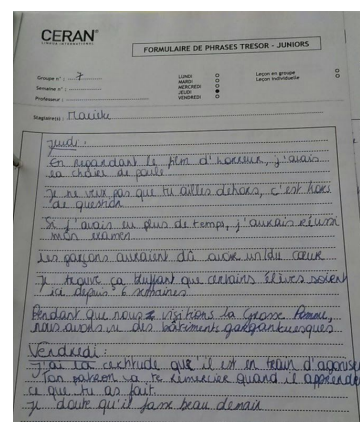 CERAN®
FORMULAIRE DE PHRASES TRESOR - JUNIORS
Groupe n° : 7
Semaine n° :
Professeur :
LUNDI
MARDI
MERCREDI
JEUDI
VENDREDI
Leçon en groupe
Leçon individuelle
Stagiaire(s) :
Jeudi :
En regardant le film d'horreur, j'avais
la chair de poule
Je ne veux pas que tu ailles dehors, c'est hors
de question
Si j'avais eu plus de temps, j'aurais réussi
mon examen
Les garçons auraient dû avoir un du cœur
Je trouve ça bluffant que certains élèves soient
ici depuis 6 semaines
Pendant que nous visitions la Grosse Pomme,
nous avons vu des bâtiments gargantuesques
Vendredi :
J'ai la certitude qu'il est en train d'agoniser
Ton patron va te remercier quand il apprendra
ce que tu as fait.
Je doute qu'il fasse beau demain